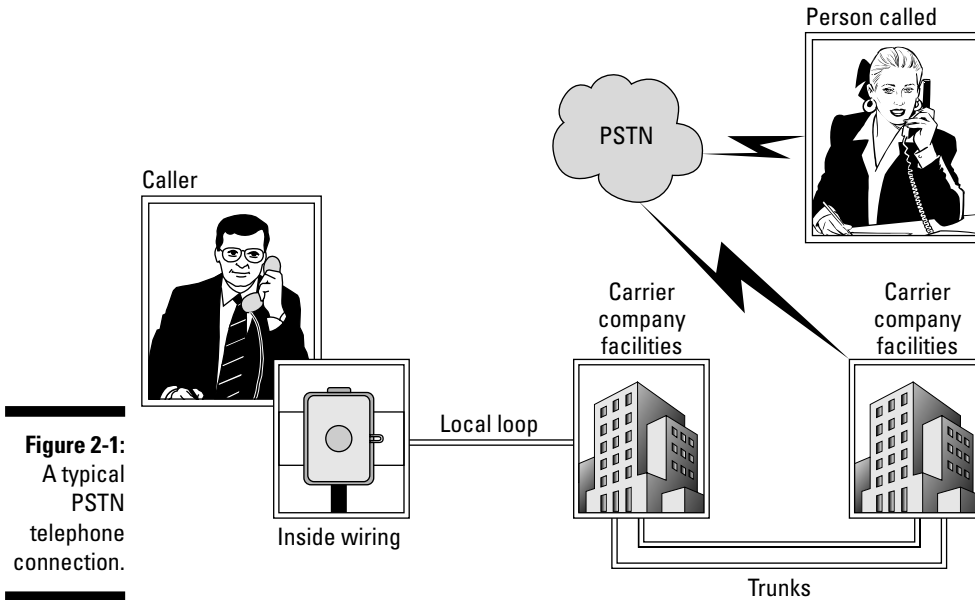 Person called
PSTN
Caller
Carrier
company
facilities
Carrier
company
facilities
Local loop
Inside wiring
Trunks
Figure 2-1:
A typical
PSTN
telephone
connection.